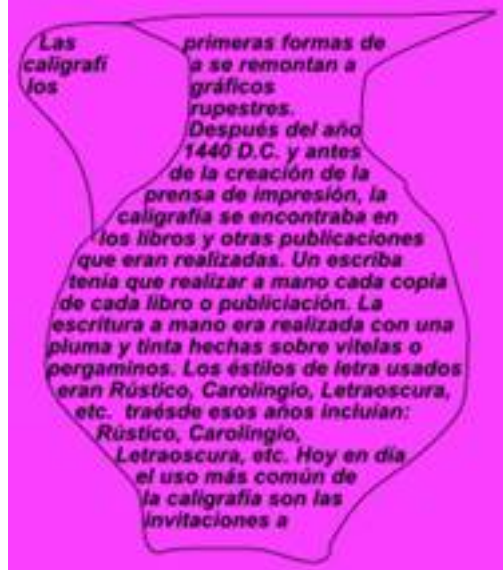 Las primeras formas de
caligrafí a se remontan a
los gráficos
rupestres.
Después del año
1440 D.C. y antes
de la creación de la
prensa de impresión, la
caligrafía se encontraba en
los libros y otras publicaciones
que eran realizadas. Un escriba
tenía que realizar a mano cada copia
de cada libro o publiciación. La
escritura a mano era realizada con una
pluma y tinta hechas sobre vitelas o
pergaminos. Los éstilos de letra usados
eran Rústico, Carolingio, Letraoscura,
etc. traésde esos años incluían:
Rústico, Carolingio,
Letraoscura, etc. Hoy en día
el uso más común de
la caligrafía son las
invitaciones a